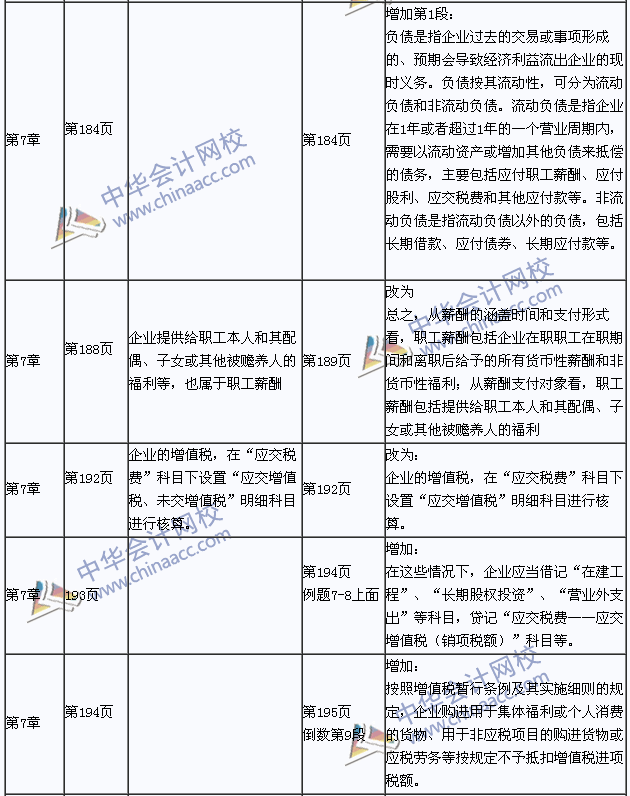 增加第1段：
负债是指企业过去的交易或事项形成
的、预期会导致经济利益流出企业的现
时义务。负债按其流动性，可分为流动
负债和非流动负债。流动负债是指企业
在1年或者超过1年的一个营业周期内，
需要以流动资产或增加其他负债来抵偿
的债务，主要包括应付职工薪酬、应付
股利、应交税费和其他应付款等。非流
动负债是指流动负债以外的负债，包括
长期借款、应付债券、长期应付款等。
第7章
第184页
第184页
中华会计网校
www.chinaacc.com
第7章
第188页
企业提供给职工本人和其配
偶、子女或其他被赡养人的
福利等，也属于职工薪酬
第189页
改为
总之，从薪酬的涵盖时间和支付形式
看，职工薪酬包括企业在职职工在职期
间和离职后给予的所有货币性薪酬和非
货币性福利；从薪酬支付对象看，职工
薪酬包括提供给职工本人和其配偶、子
女或其他被赡养人的福利
中华会计网校
www.chinaacc.com
第7章
第192页
企业的增值税，在“应交税
费”科目下设置“应交增值
税、未交增值税”明细科目
进行核算。
第192页
改为：
企业的增值税，在“应交税费”科目下
设置“应交增值税”明细科目进行核
算。
第7章
193页
第194页
例题7-8上面
增加：
在这些情况下，企业应当借记“在建工
程”、“长期股权投资”、“营业外支
出”等科目，贷记“应交税费——应交
增值税（销项税额）”科目等。
中华会计网校
www.chinaacc.com
第7章
第194页
第195页
倒数第9段
增加：
按照增值税暂行条例及其实施细则的规
定，企业购进用于集体福利或个人消费
的货物、用于非应税项目的购进货物或
应税劳务等按规定不予抵扣增值税进项
税额。
中华会计网校
www.chinaacc.com